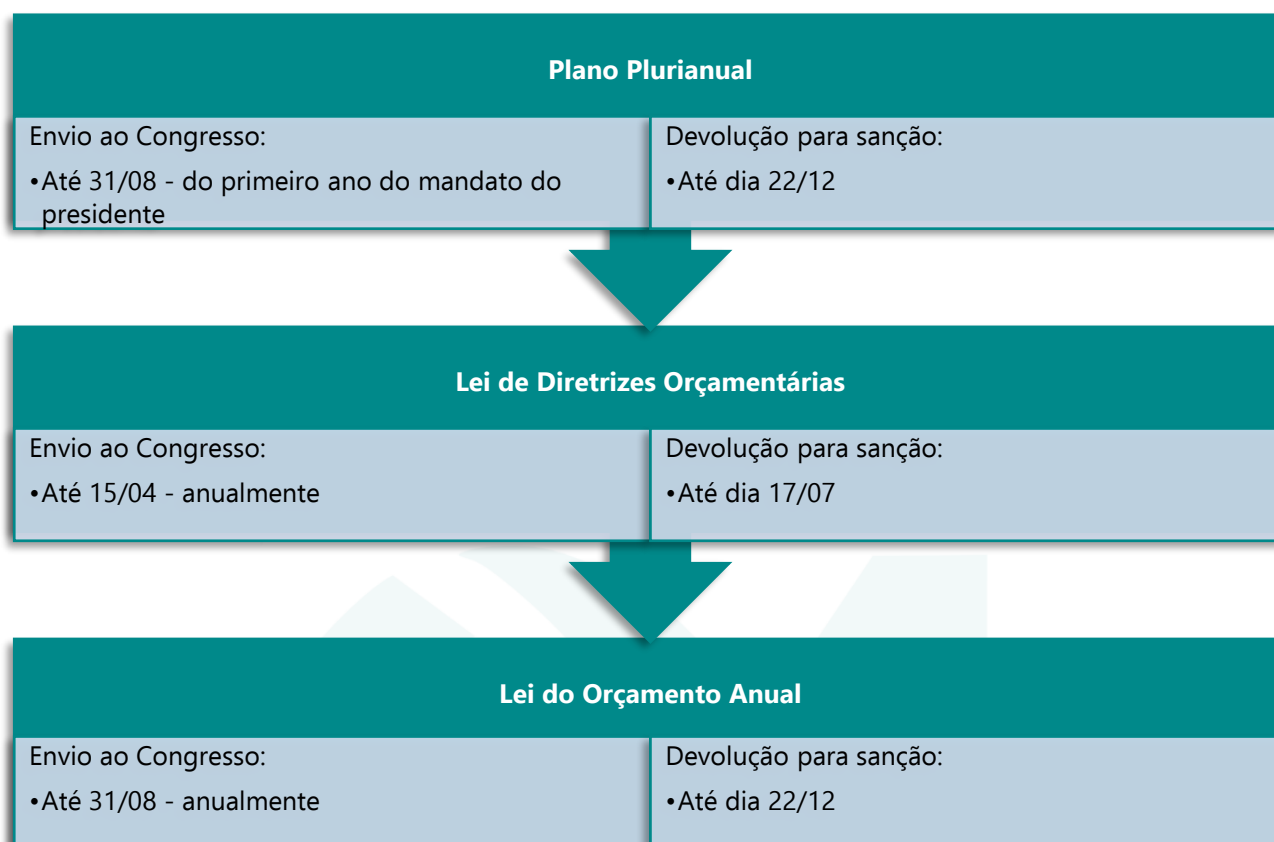 Plano Plurianual
Envio ao Congresso:
•Até 31/08 - do primeiro ano do mandato do
presidente
Devolução para sanção:
•Até dia 22/12
Lei de Diretrizes Orçamentárias
Envio ao Congresso:
•Até 15/04 - anualmente
Devolução para sanção:
•Até dia 17/07
Lei do Orçamento Anual
Envio ao Congresso:
•Até 31/08 - anualmente
Devolução para sanção:
•Até dia 22/12